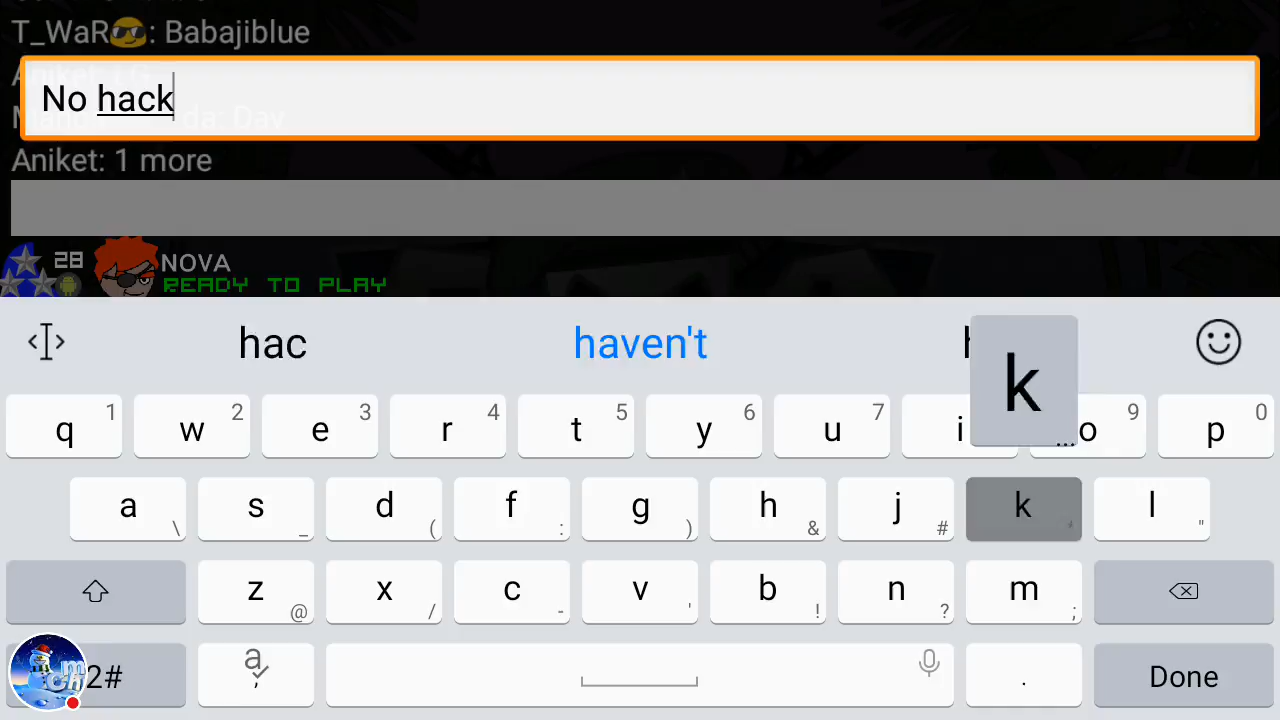 T_WaR😎: Babajiblue
No hack
Aniket: 1 more
28 NOVA
READY TO PLAY
hac haven't
k
q 1 w 2 e 3 r 4 t 5 y 6 u 7 i o 9 p 0
a \ s _ d ( f : g ) h & j # k l "
z @ x / c - v ' b ! n ? m ;
2# , . Done